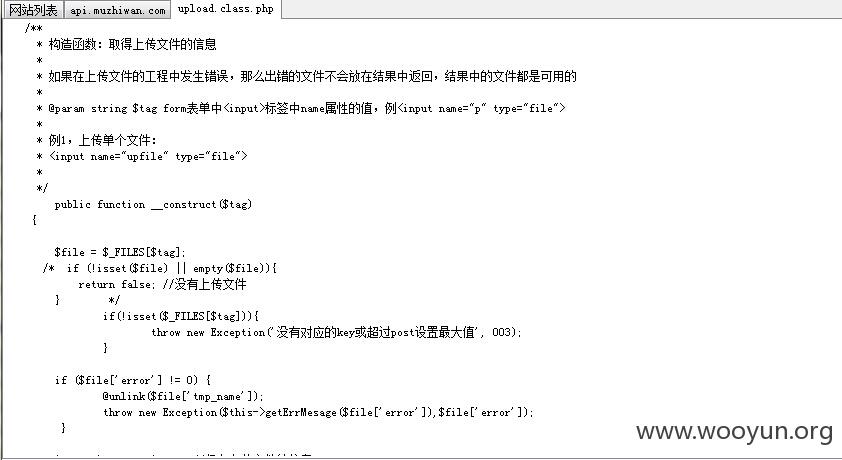 网站列表 api.muzhiwan.com upload.class.php
/**
* 构造函数：取得上传文件的信息
*
* 如果在上传文件的工程中发生错误，那么出错的文件不会放在结果中返回，结果中的文件都是可用的
*
* @param string $tag form表单中<input>标签中name属性的值，例<input name="p" type="file">
*
* 例1，上传单个文件：
* <input name="upfile" type="file">
*
*/
public function __construct($tag)
{
$file = $_FILES[$tag];
/* if (!isset($file) || empty($file)){
return false; //没有上传文件
} */
if(!isset($_FILES[$tag])){
throw new Exception('没有对应的key或超过post设置最大值', 003);
}
if ($file['error'] != 0) {
@unlink($file['tmp_name']);
throw new Exception($this->getErrMesage($file['error']),$file['error']);
}
www.wooyun.org